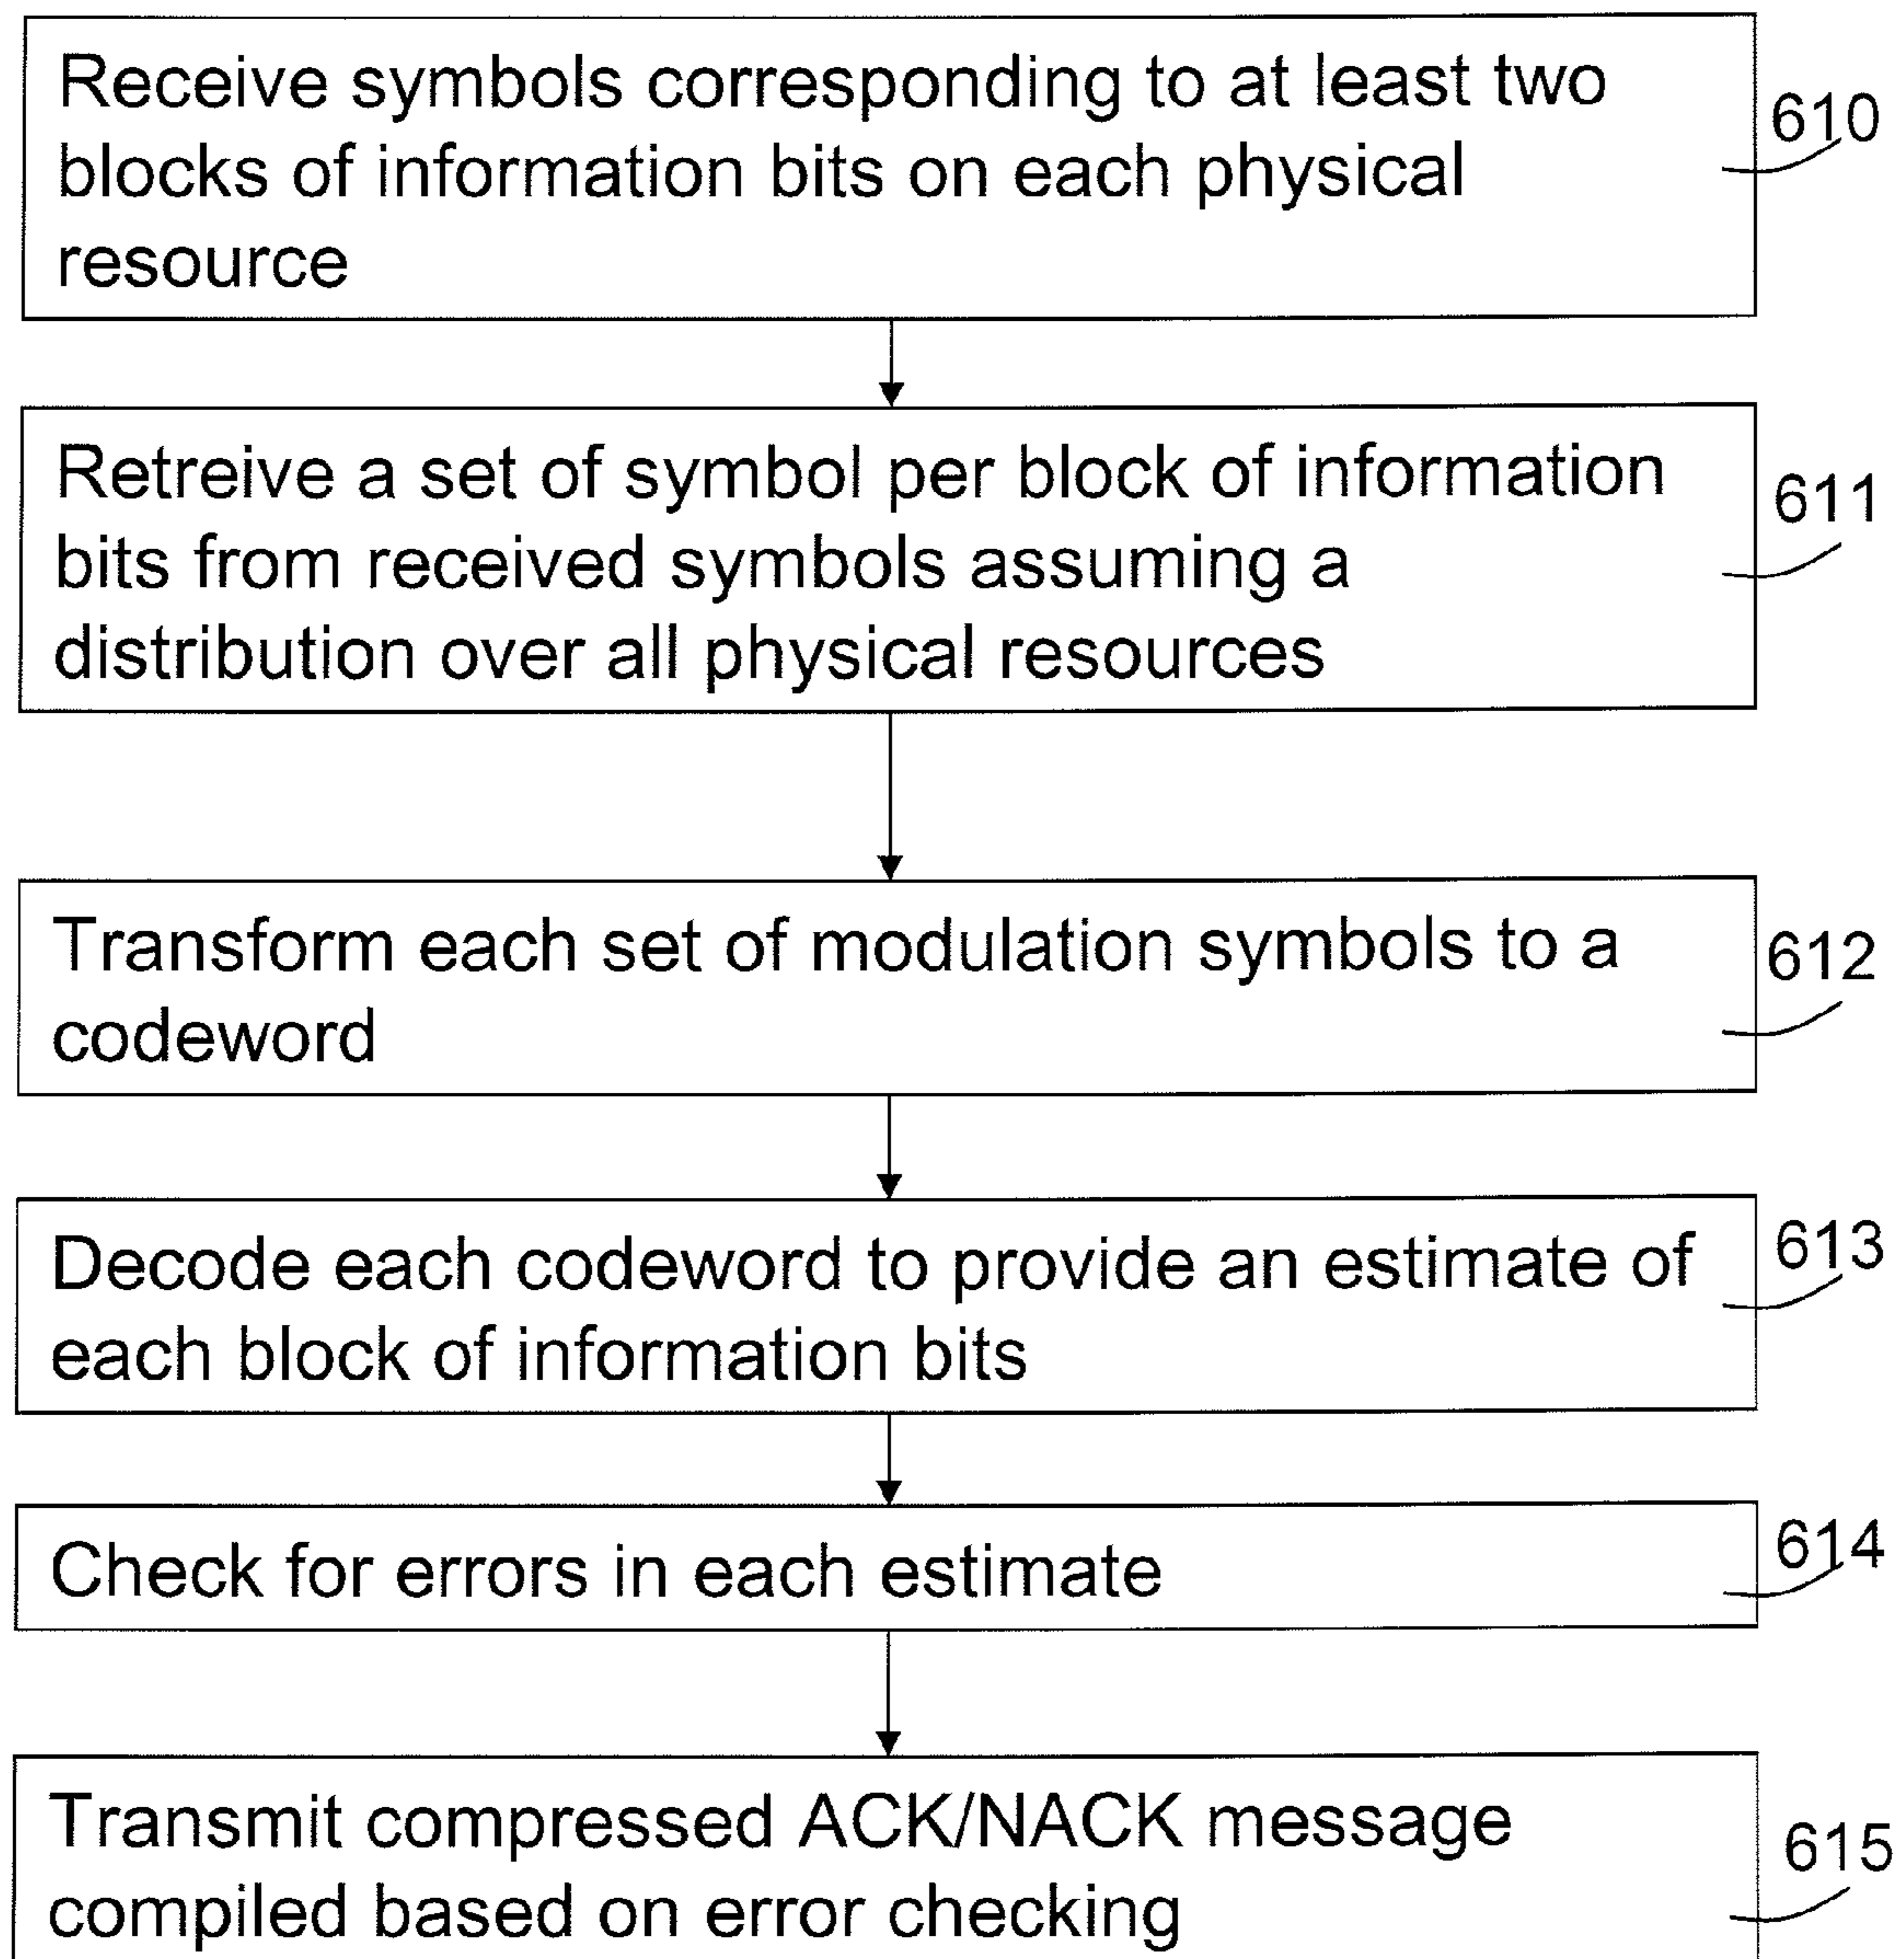 Receive symbols corresponding to at least two
blocks of information bits on each physical
resource
610
Retreive a set of symbol per block of information
bits from received symbols assuming a
distribution over all physical resources
611
Transform each set of modulation symbols to a
codeword
612
Decode each codeword to provide an estimate of
each block of information bits
613
Check for errors in each estimate
614
Transmit compressed ACK/NACK message
compiled based on error checking
615